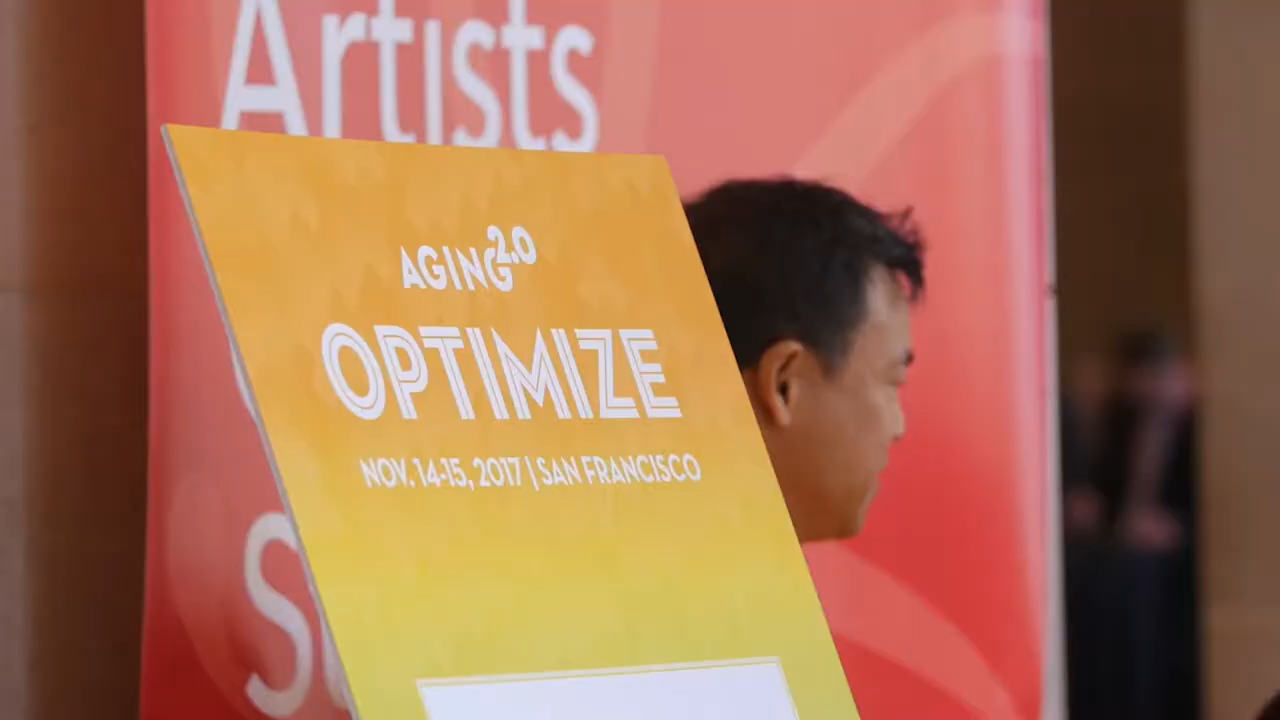 Artists
AGING2.0
OPTIMIZE
NOV. 14-15, 2017 | SAN FRANCISCO